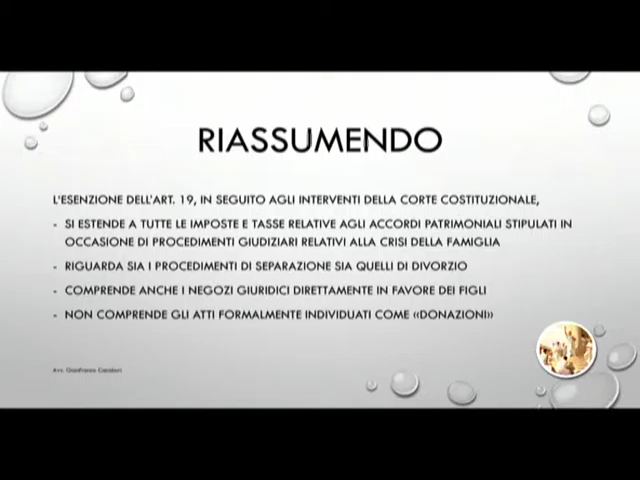 RIASSUMENDO
L'ESENZIONE DELL'ART. 19, IN SEGUITO AGLI INTERVENTI DELLA CORTE COSTITUZIONALE,
- SI ESTENDE A TUTTE LE IMPOSTE E TASSE RELATIVE AGLI ACCORDI PATRIMONIALI STIPULATI IN
OCCASIONE DI PROCEDIMENTI GIUDIZIARI RELATIVI ALLA CRISI DELLA FAMIGLIA
- RIGUARDA SIA I PROCEDIMENTI DI SEPARAZIONE SIA QUELLI DI DIVORZIO
- COMPRENDE ANCHE I NEGOZI GIURIDICI DIRETTAMENTE IN FAVORE DEI FIGLI
- NON COMPRENDE GLI ATTI FORMALMENTE INDIVIDUATI COME «DONAZIONI»
Avv. Gianfranco